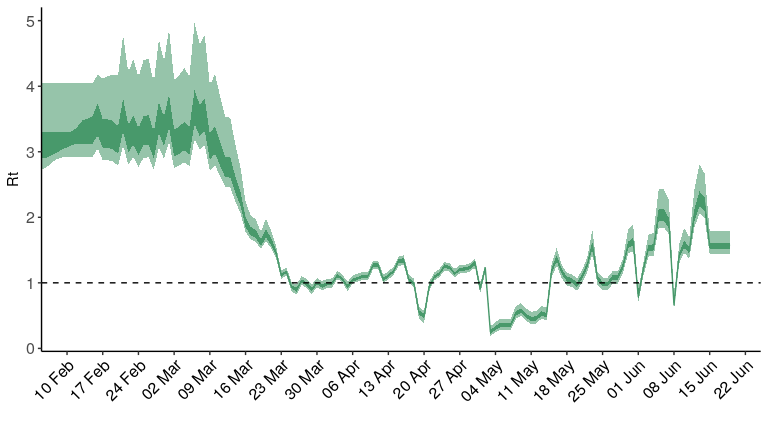 5
4
3
2
1
0
Rt
10 Feb
17 Feb
24 Feb
02 Mar
09 Mar
16 Mar
23 Mar
30 Mar
06 Apr
13 Apr
20 Apr
27 Apr
04 May
11 May
18 May
25 May
01 Jun
08 Jun
15 Jun
22 Jun